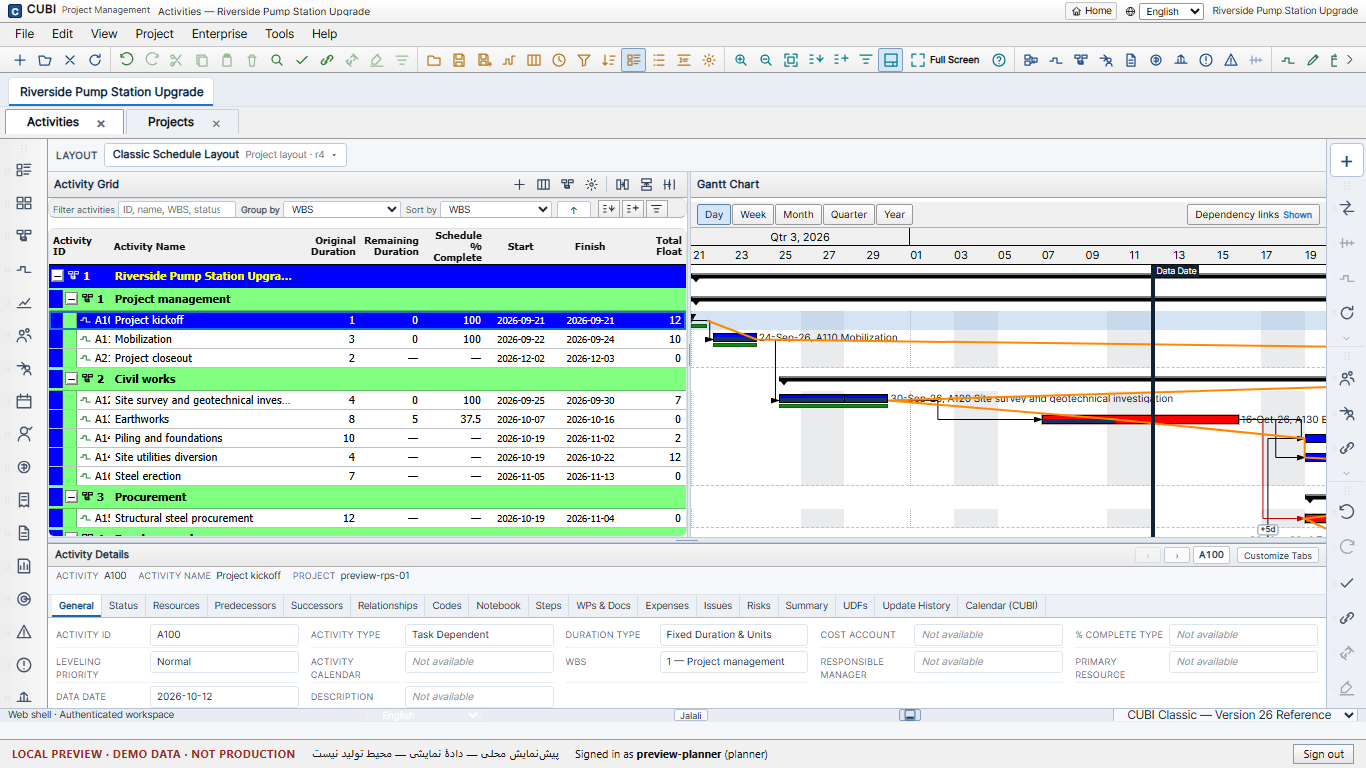 CUBI Project Management Activities — Riverside Pump Station Upgrade
Home English Riverside Pump Station Upgrade
File Edit View Project Enterprise Tools Help
Full Screen
Riverside Pump Station Upgrade
Activities Projects
LAYOUT Classic Schedule Layout Project layout · r4
Activity Grid
Filter activities ID, name, WBS, status Group by WBS Sort by WBS
Activity ID Activity Name Original Duration Remaining Duration Schedule % Complete Start Finish Total Float
1 Riverside Pump Station Upgra...
1 Project management
Project kickoff 1 0 100 2026-09-21 2026-09-21 12
Mobilization 3 0 100 2026-09-22 2026-09-24 10
Project closeout 2 — — 2026-12-02 2026-12-03 0
2 Civil works
Site survey and geotechnical inves... 4 0 100 2026-09-25 2026-09-30 7
Earthworks 8 5 37.5 2026-10-07 2026-10-16 0
Piling and foundations 10 — — 2026-10-19 2026-11-02 2
Site utilities diversion 4 — — 2026-10-19 2026-10-22 12
Steel erection 7 — — 2026-11-05 2026-11-13 0
3 Procurement
Structural steel procurement 12 — — 2026-10-19 2026-11-04 0
Gantt Chart
Day Week Month Quarter Year Dependency links Shown
Qtr 3, 2026
21 23 25 27 29 01 03 05 07 09 11 13 15 17 19
Data Date
24-Sep-26, A110 Mobilization
30-Sep-26, A120 Site survey and geotechnical investigation
16-Oct-26, A130 E
+5d
Activity Details A100 Customize Tabs
ACTIVITY A100 ACTIVITY NAME Project kickoff PROJECT preview-rps-01
General Status Resources Predecessors Successors Relationships Codes Notebook Steps WPs & Docs Expenses Issues Risks Summary UDFs Update History Calendar (CUBI)
ACTIVITY ID A100 ACTIVITY TYPE Task Dependent DURATION TYPE Fixed Duration & Units COST ACCOUNT Not available % COMPLETE TYPE Not available
LEVELING PRIORITY Normal ACTIVITY CALENDAR Not available WBS 1 — Project management RESPONSIBLE MANAGER Not available PRIMARY RESOURCE Not available
DATA DATE 2026-10-12 DESCRIPTION Not available
Web shell · Authenticated workspace English Jalali CUBI Classic — Version 26 Reference
LOCAL PREVIEW · DEMO DATA · NOT PRODUCTION پیش‌نمایش محلی — دادهٔ نمایشی — محیط تولید نیست Signed in as preview-planner (planner) Sign out